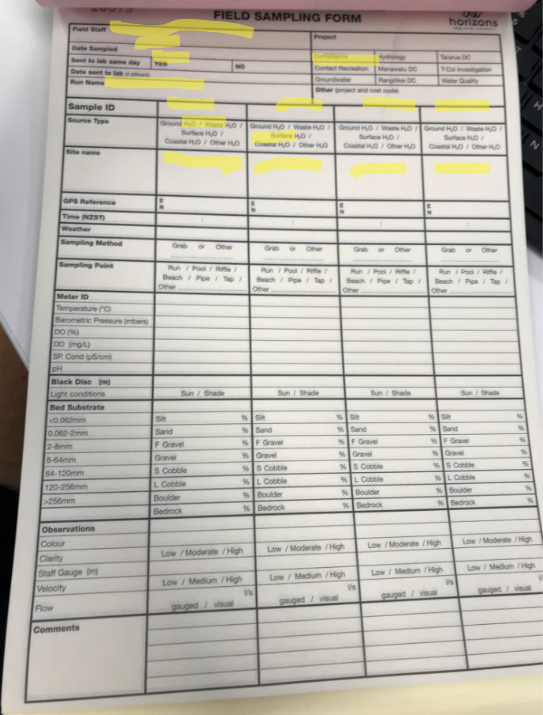 FIELD SAMPLING FORM
horizons
Field Staff
Project
Date Sampled
Compliance Hydrology Tararua DC
Sent to lab same day YES NO
Contact Recreation Manawatu DC T-Cal Investigation
Date sent to lab (if different)
Groundwater Rangitikei DC Water Quality
Run Name
Other (project and cost code)
Sample ID
Source Type
Ground H₂O / Waste H₂O / Ground H₂O / Waste H₂O / Ground H₂O / Waste H₂O / Ground H₂O / Waste H₂O /
Surface H₂O / Surface H₂O / Surface H₂O / Surface H₂O /
Coastal H₂O / Other H₂O Coastal H₂O / Other H₂O Coastal H₂O / Other H₂O Coastal H₂O / Other H₂O
Site name
GPS Reference E E E E
N N N N
Time (NZST) : : : :
Weather
Sampling Method Grab or Other Grab or Other Grab or Other Grab or Other
Sampling Point Run / Pool / Riffle / Run / Pool / Riffle / Run / Pool / Riffle / Run / Pool / Riffle /
Beach / Pipe / Tap / Beach / Pipe / Tap / Beach / Pipe / Tap / Beach / Pipe / Tap /
Other Other Other Other
Meter ID
Temperature (°C)
Barometric Pressure (mbars)
DO (%)
DO (mg/L)
SP. Cond (µS/cm)
pH
Black Disc (m)
Light conditions Sun / Shade Sun / Shade Sun / Shade Sun / Shade
Bed Substrate
<0.062mm Silt % Silt % Silt % Silt %
0.062-2mm Sand % Sand % Sand % Sand %
2-8mm F Gravel % F Gravel % F Gravel % F Gravel %
8-64mm Gravel % Gravel % Gravel % Gravel %
64-120mm S Cobble % S Cobble % S Cobble % S Cobble %
120-256mm L Cobble % L Cobble % L Cobble % L Cobble %
>256mm Boulder % Boulder % Boulder % Boulder %
Bedrock % Bedrock % Bedrock % Bedrock %
Observations
Colour
Clarity Low / Moderate / High Low / Moderate / High Low / Moderate / High Low / Moderate / High
Staff Gauge (m)
Velocity Low / Medium / High Low / Medium / High Low / Medium / High Low / Medium / High
l/s l/s l/s l/s
Flow gauged / visual gauged / visual gauged / visual gauged / visual
Comments